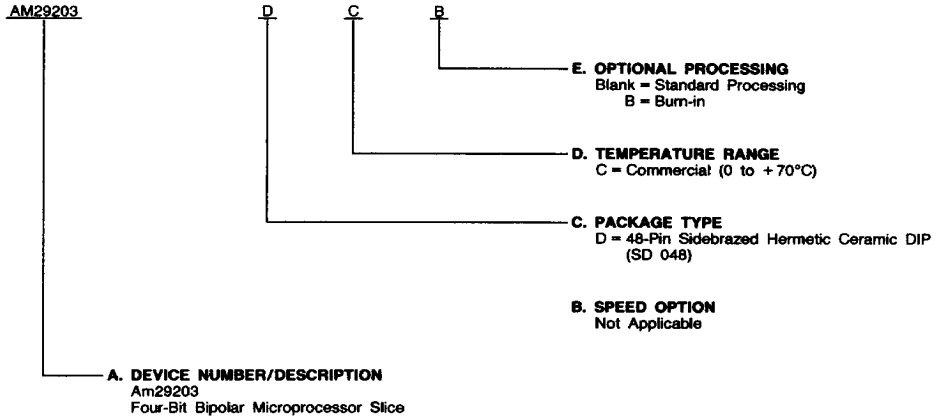 AM29203 D C B
E. OPTIONAL PROCESSING
Blank = Standard Processing
B = Burn-in
D. TEMPERATURE RANGE
C = Commercial (0 to +70°C)
C. PACKAGE TYPE
D = 48-Pin Sidebrazed Hermetic Ceramic DIP
(SD 048)
B. SPEED OPTION
Not Applicable
A. DEVICE NUMBER/DESCRIPTION
Am29203
Four-Bit Bipolar Microprocessor Slice